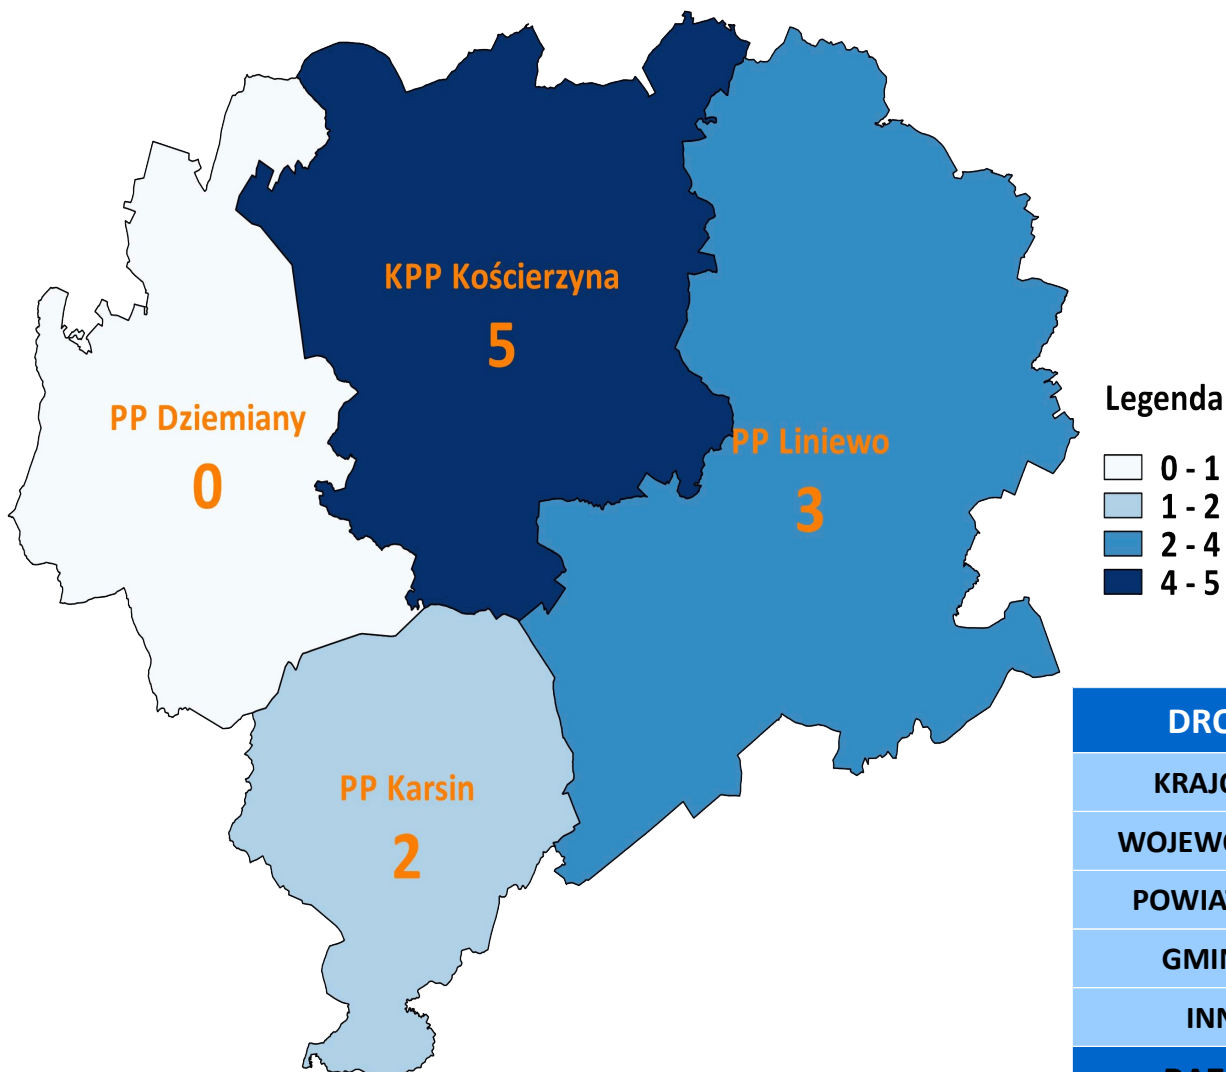 KPP Kościerzyna
5
PP Dziemiany
0
PP Liniewo
3
PP Karsin
2
Legenda
0 - 1
1 - 2
2 - 4
4 - 5